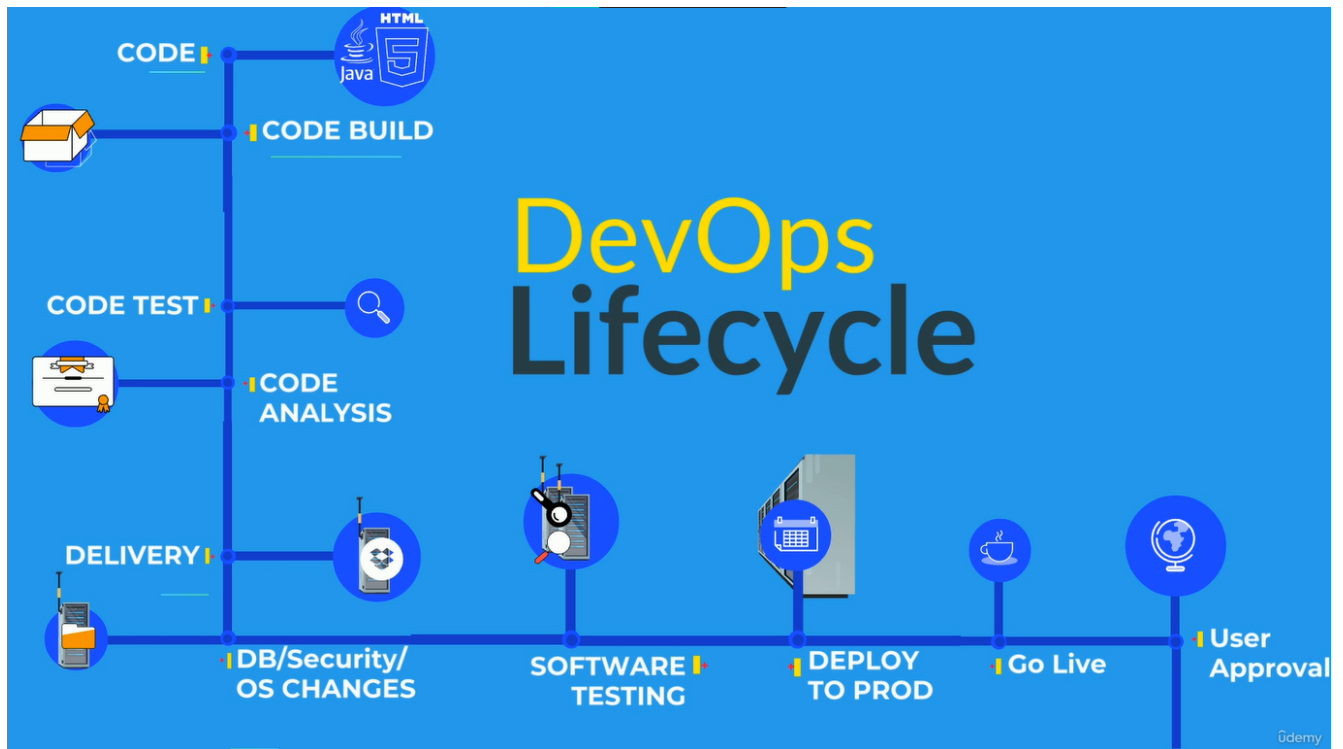 CODE
HTML
Java
CODE BUILD
DevOps
Lifecycle
CODE TEST
CODE
ANALYSIS
DELIVERY
DB/Security/
OS CHANGES
SOFTWARE
TESTING
DEPLOY
TO PROD
Go Live
User
Approval
ûdemy